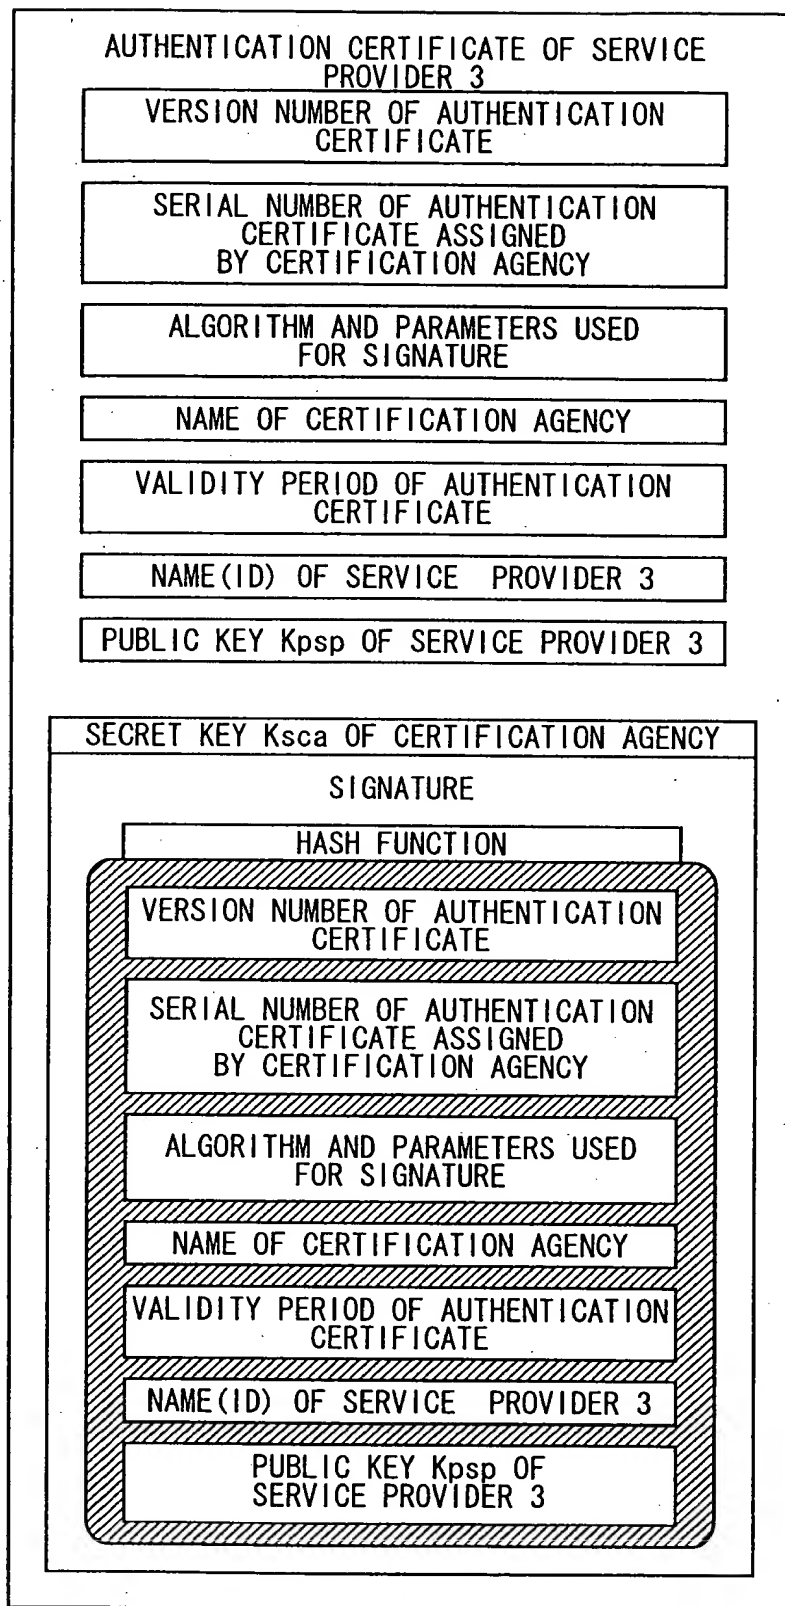 AUTHENTICATION CERTIFICATE OF SERVICE
PROVIDER 3
VERSION NUMBER OF AUTHENTICATION
CERTIFICATE
SERIAL NUMBER OF AUTHENTICATION
CERTIFICATE ASSIGNED
BY CERTIFICATION AGENCY
ALGORITHM AND PARAMETERS USED
FOR SIGNATURE
NAME OF CERTIFICATION AGENCY
VALIDITY PERIOD OF AUTHENTICATION
CERTIFICATE
NAME(ID) OF SERVICE PROVIDER 3
PUBLIC KEY Kpsp OF SERVICE PROVIDER 3
SECRET KEY Ksca OF CERTIFICATION AGENCY
SIGNATURE
HASH FUNCTION
VERSION NUMBER OF AUTHENTICATION
CERTIFICATE
SERIAL NUMBER OF AUTHENTICATION
CERTIFICATE ASSIGNED
BY CERTIFICATION AGENCY
ALGORITHM AND PARAMETERS USED
FOR SIGNATURE
NAME OF CERTIFICATION AGENCY
VALIDITY PERIOD OF AUTHENTICATION
CERTIFICATE
NAME(ID) OF SERVICE PROVIDER 3
PUBLIC KEY Kpsp OF
SERVICE PROVIDER 3